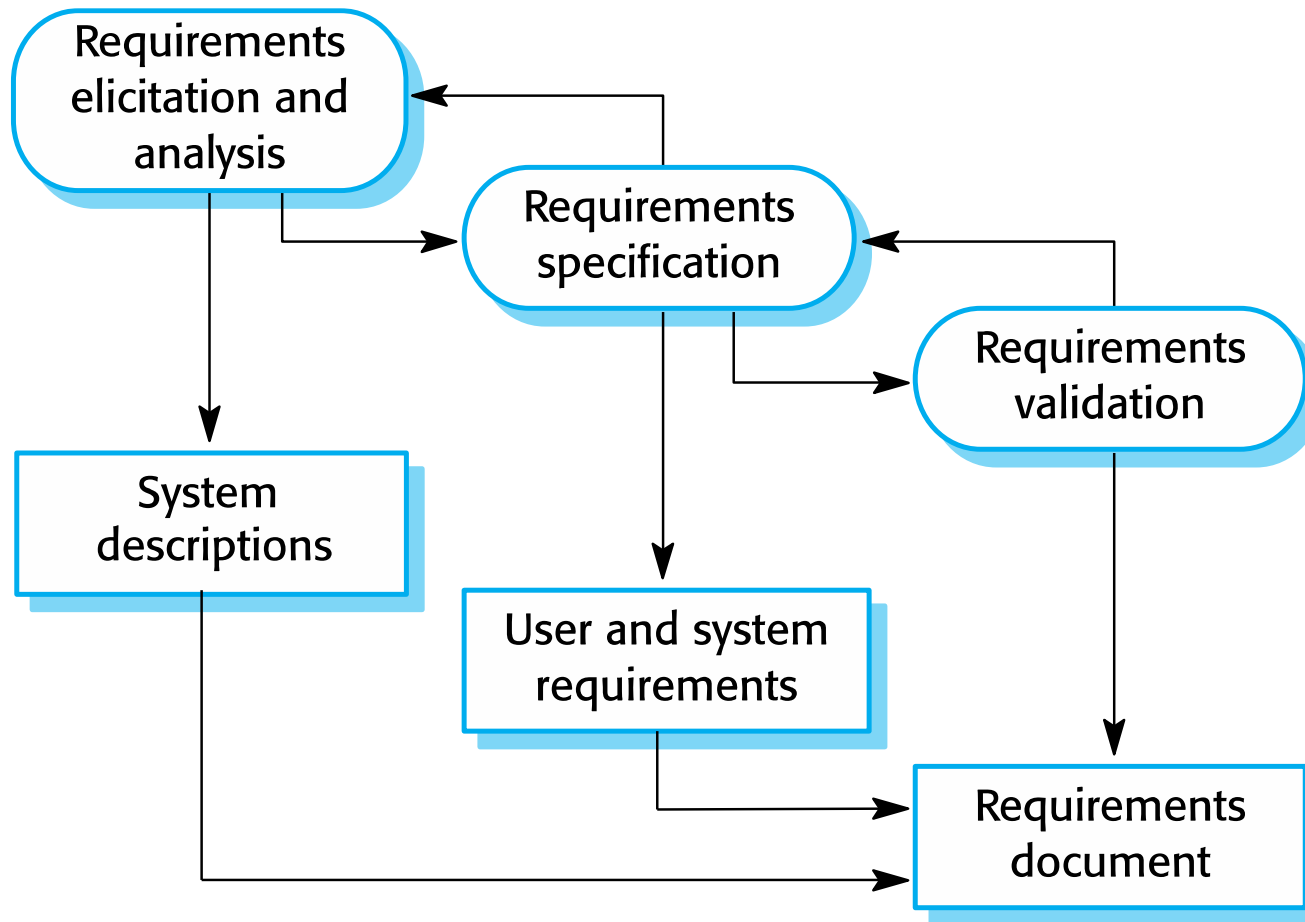 Requirements
elicitation and
analysis
Requirements
specification
Requirements
validation
System
descriptions
User and system
requirements
Requirements
document